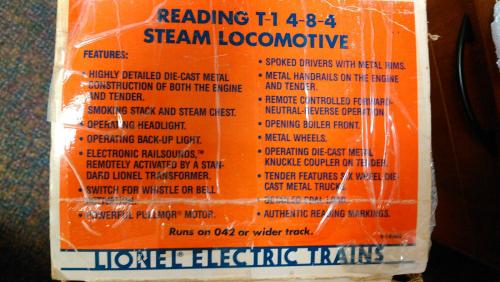 READING T-1 4-8-4
STEAM LOCOMOTIVE
FEATURES:
• HIGHLY DETAILED DIE-CAST METAL
CONSTRUCTION OF BOTH THE ENGINE
AND TENDER.
SMOKING STACK AND STEAM CHEST.
• OPERATING HEADLIGHT.
• OPERATING BACK-UP LIGHT.
• ELECTRONIC RAILSOUNDS,™
REMOTELY ACTIVATED BY A STAN-
DARD LIONEL TRANSFORMER.
• SWITCH FOR WHISTLE OR BELL
• POWERFUL PULLMOR® MOTOR.
• SPOKED DRIVERS WITH METAL RIMS.
• METAL HANDRAILS ON THE ENGINE
AND TENDER.
• REMOTE CONTROLLED FORWARD-
NEUTRAL-REVERSE OPERATION
• OPENING BOILER FRONT.
• METAL WHEELS.
• OPERATING DIE-CAST METAL
KNUCKLE COUPLER ON TENDER.
• TENDER FEATURES SIX WHEEL DIE-
CAST METAL TRUCKS.
• DETAILED COAL LOAD.
• AUTHENTIC READING MARKINGS.
Runs on 042 or wider track.
LIONEL® ELECTRIC TRAINS